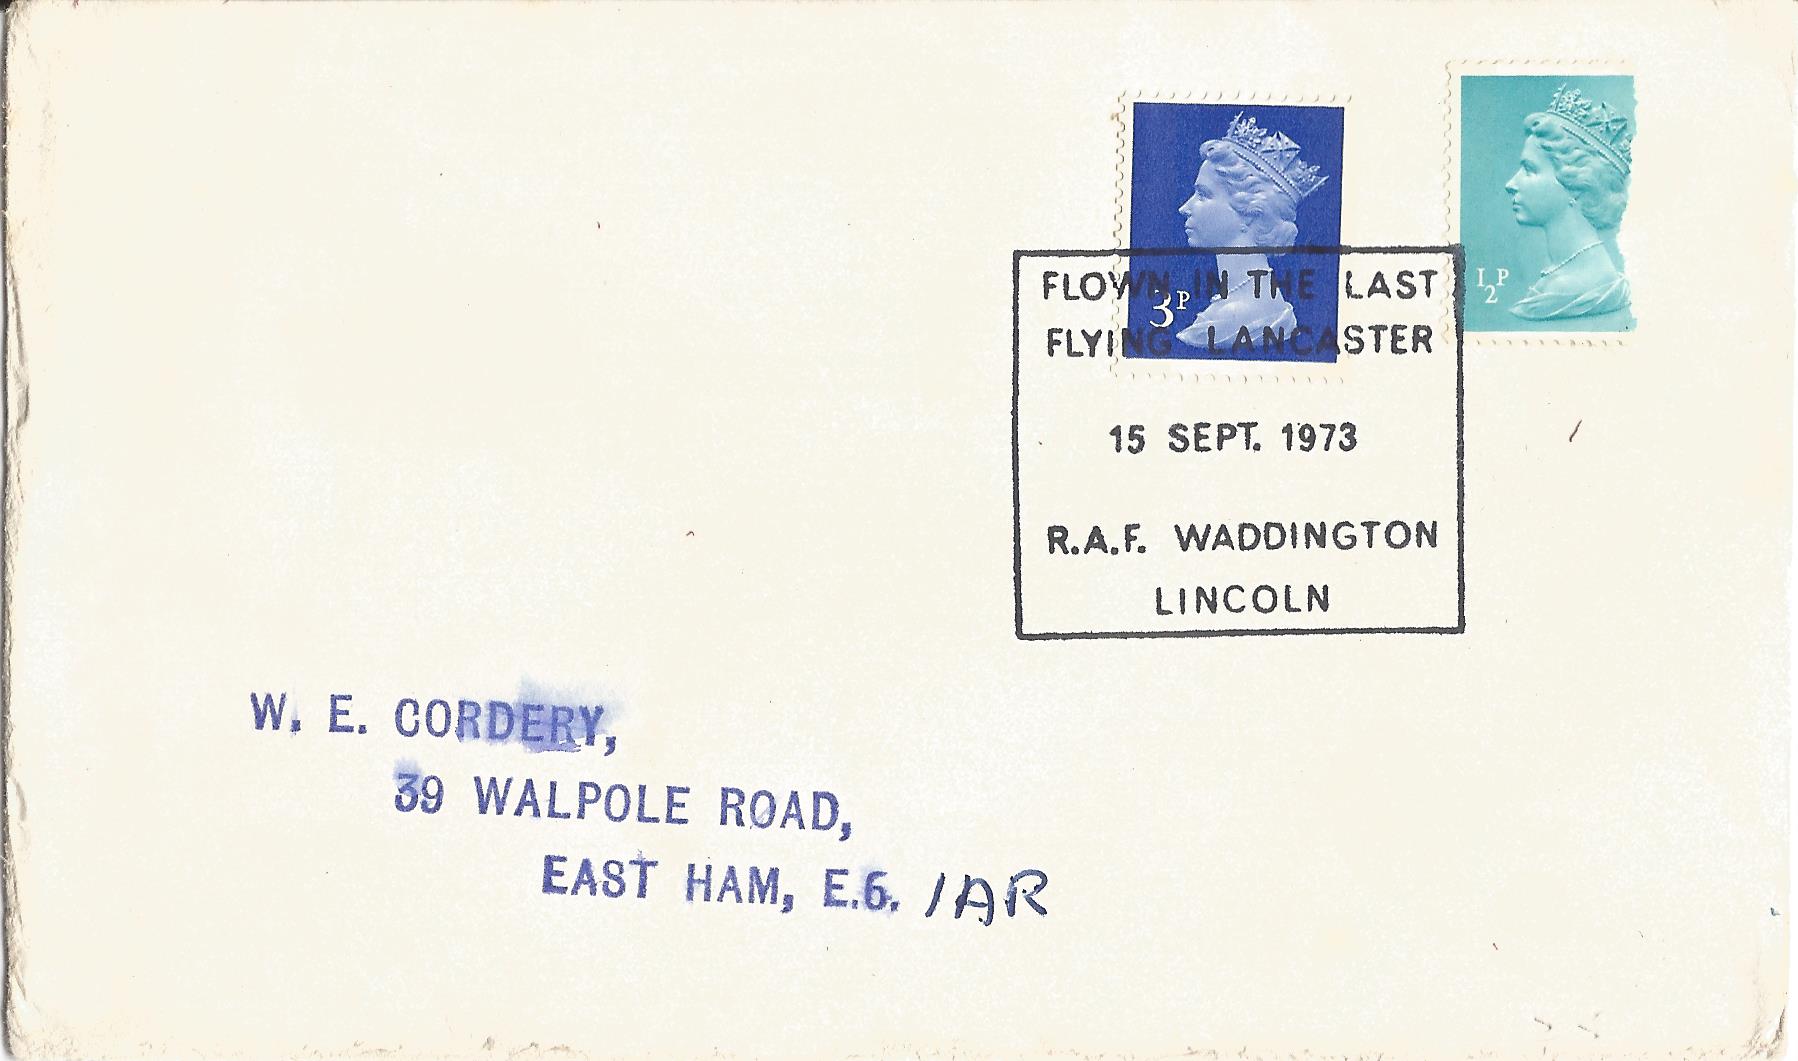 3P
½P
FLOWN IN THE LAST
FLYING LANCASTER
15 SEPT. 1973
R.A.F. WADDINGTON
LINCOLN
W. E. CORDERY,
39 WALPOLE ROAD,
EAST HAM, E.6. 1AR